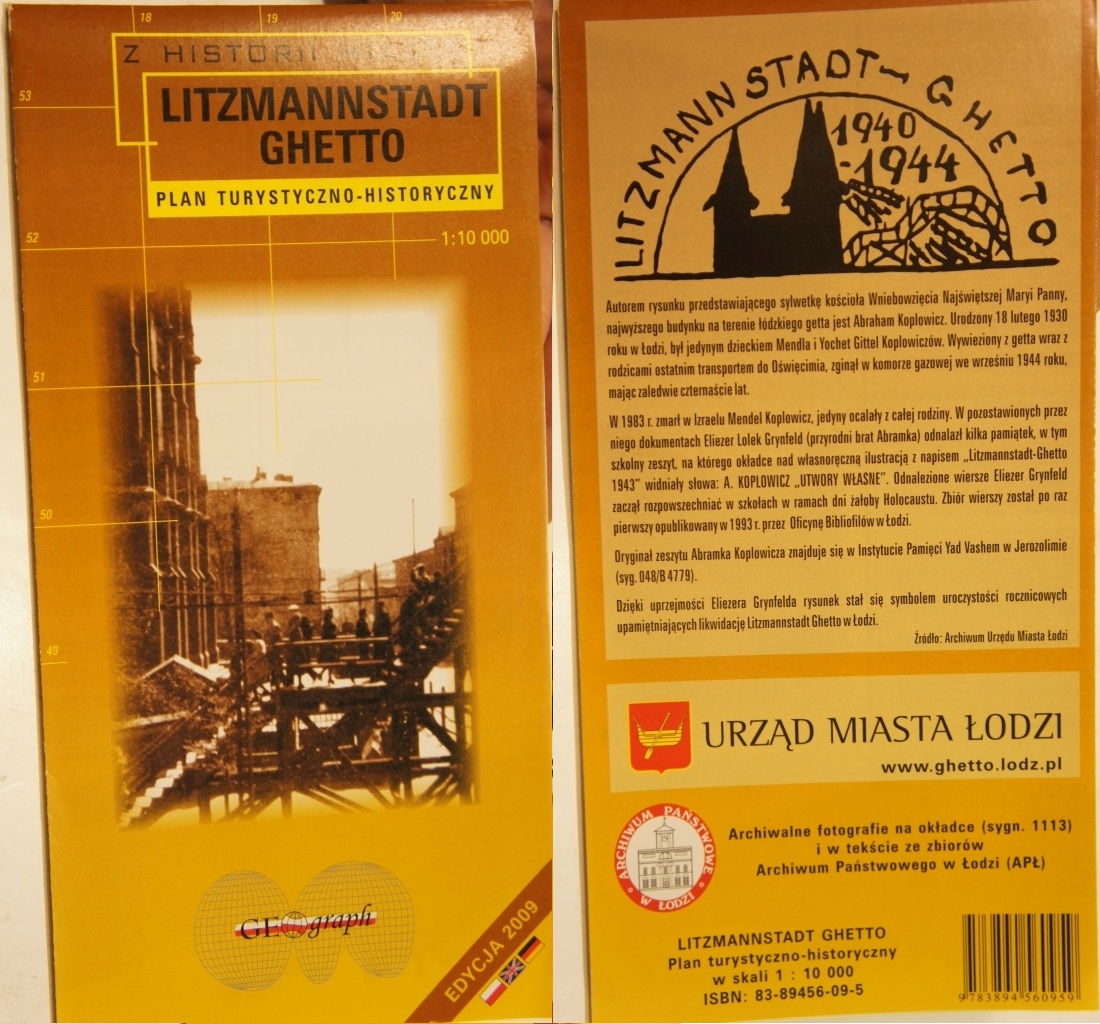 18
19
20
Z HISTORII
53
LITZMANNSTADT
GHETTO
PLAN TURYSTYCZNO-HISTORYCZNY
52
1:10 000
51
50
49
GEOgraph
EDYCJA 2009
LITZMANNSTADT-GHETTO
1940
-1944
Autorem rysunku przedstawiającego sylwetkę kościoła Wniebowzięcia Najświętszej Maryi Panny,
najwyższego budynku na terenie łódzkiego getta jest Abraham Koplowicz. Urodzony 18 lutego 1930
roku w Łodzi, był jedynym dzieckiem Mendla i Yochet Gittel Koplowiczów. Wywieziony z getta wraz z
rodzicami ostatnim transportem do Oświęcimia, zginął w komorze gazowej we wrześniu 1944 roku,
mając zaledwie czternaście lat.
W 1983 r. zmarł w Izraelu Mendel Koplowicz, jedyny ocalały z całej rodziny. W pozostawionych przez
niego dokumentach Eliezer Lolek Grynfeld (przyrodni brat Abramka) odnalazł kilka pamiątek, w tym
szkolny zeszyt, na którego okładce nad własnoręczną ilustracją z napisem „Litzmannstadt-Ghetto
1943” widniały słowa: A. KOPLOWICZ „UTWORY WŁASNE”. Odnalezione wiersze Eliezer Grynfeld
zaczął rozpowszechniać w szkołach w ramach dni żałoby Holocaustu. Zbiór wierszy został po raz
pierwszy opublikowany w 1993 r. przez Oficynę Bibliofilów w Łodzi.
Oryginał zeszytu Abramka Koplowicza znajduje się w Instytucie Pamięci Yad Vashem w Jerozolimie
(syg. 048/B 4779).
Dzięki uprzejmości Eliezera Grynfelda rysunek stał się symbolem uroczystości rocznicowych
upamiętniających likwidację Litzmannstadt Ghetto w Łodzi.
Źródło: Archiwum Urzędu Miasta Łodzi
URZĄD MIASTA ŁODZI
www.ghetto.lodz.pl
ARCHIWUM PAŃSTWOWE
W ŁODZI
Archiwalne fotografie na okładce (sygn. 1113)
i w tekście ze zbiorów
Archiwum Państwowego w Łodzi (APŁ)
LITZMANNSTADT GHETTO
Plan turystyczno-historyczny
w skali 1 : 10 000
ISBN: 83-89456-09-5
9783894560959